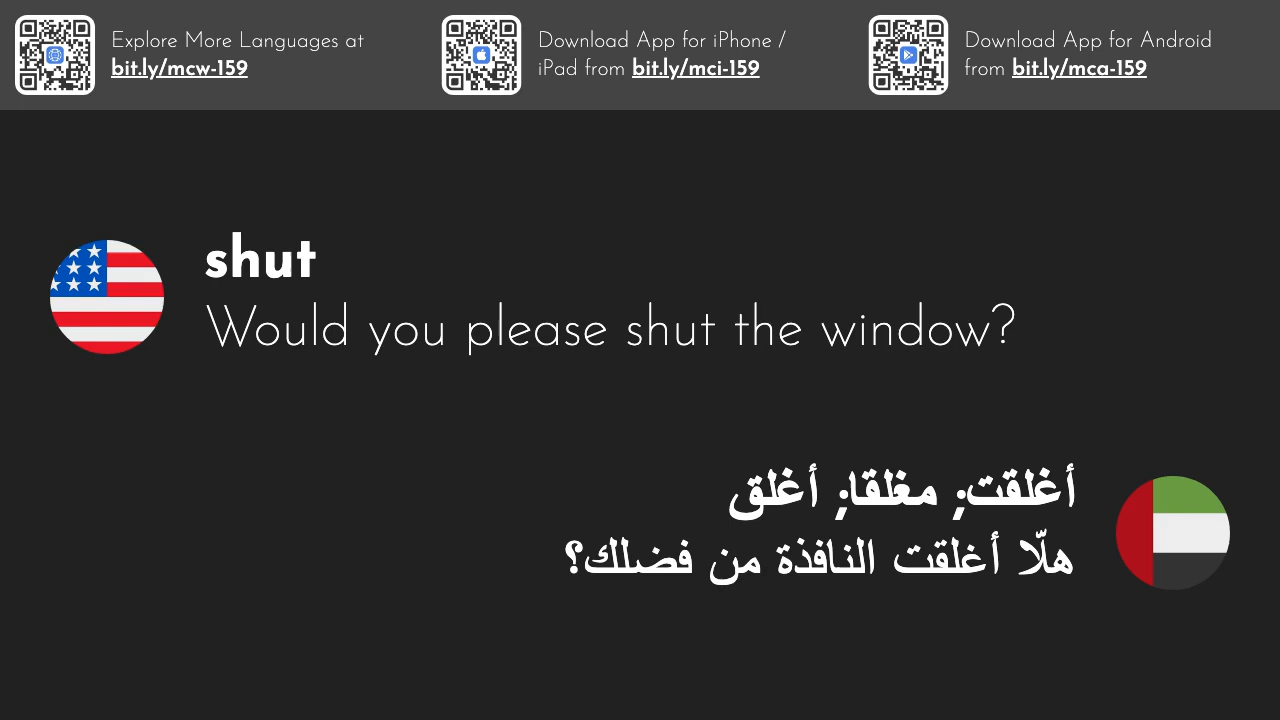 Explore More Languages at
bit.ly/mcw-159
Download App for iPhone /
iPad from bit.ly/mci-159
Download App for Android
from bit.ly/mca-159
shut
Would you please shut the window?
أغلقت; مغلقا; أغلق
هلّا أغلقت النافذة من فضلك؟